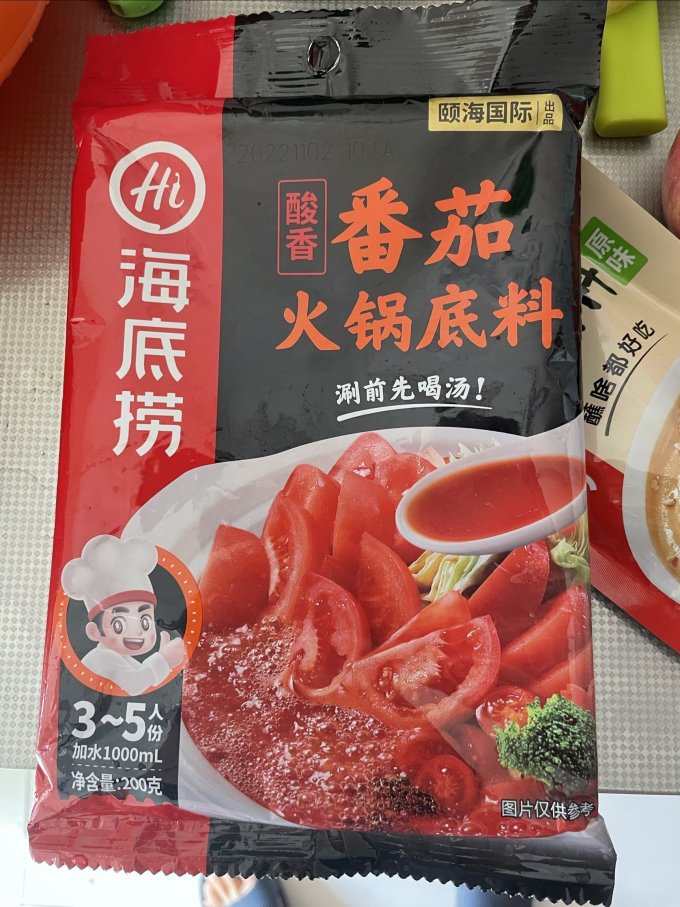 颐海国际 出品
20221102 104A
Hi
海底捞
酸香
番茄
火锅底料
涮前先喝汤!
原味
蘸啥都好吃
3~5人份
加水1000mL
净含量:200克
图片仅供参考